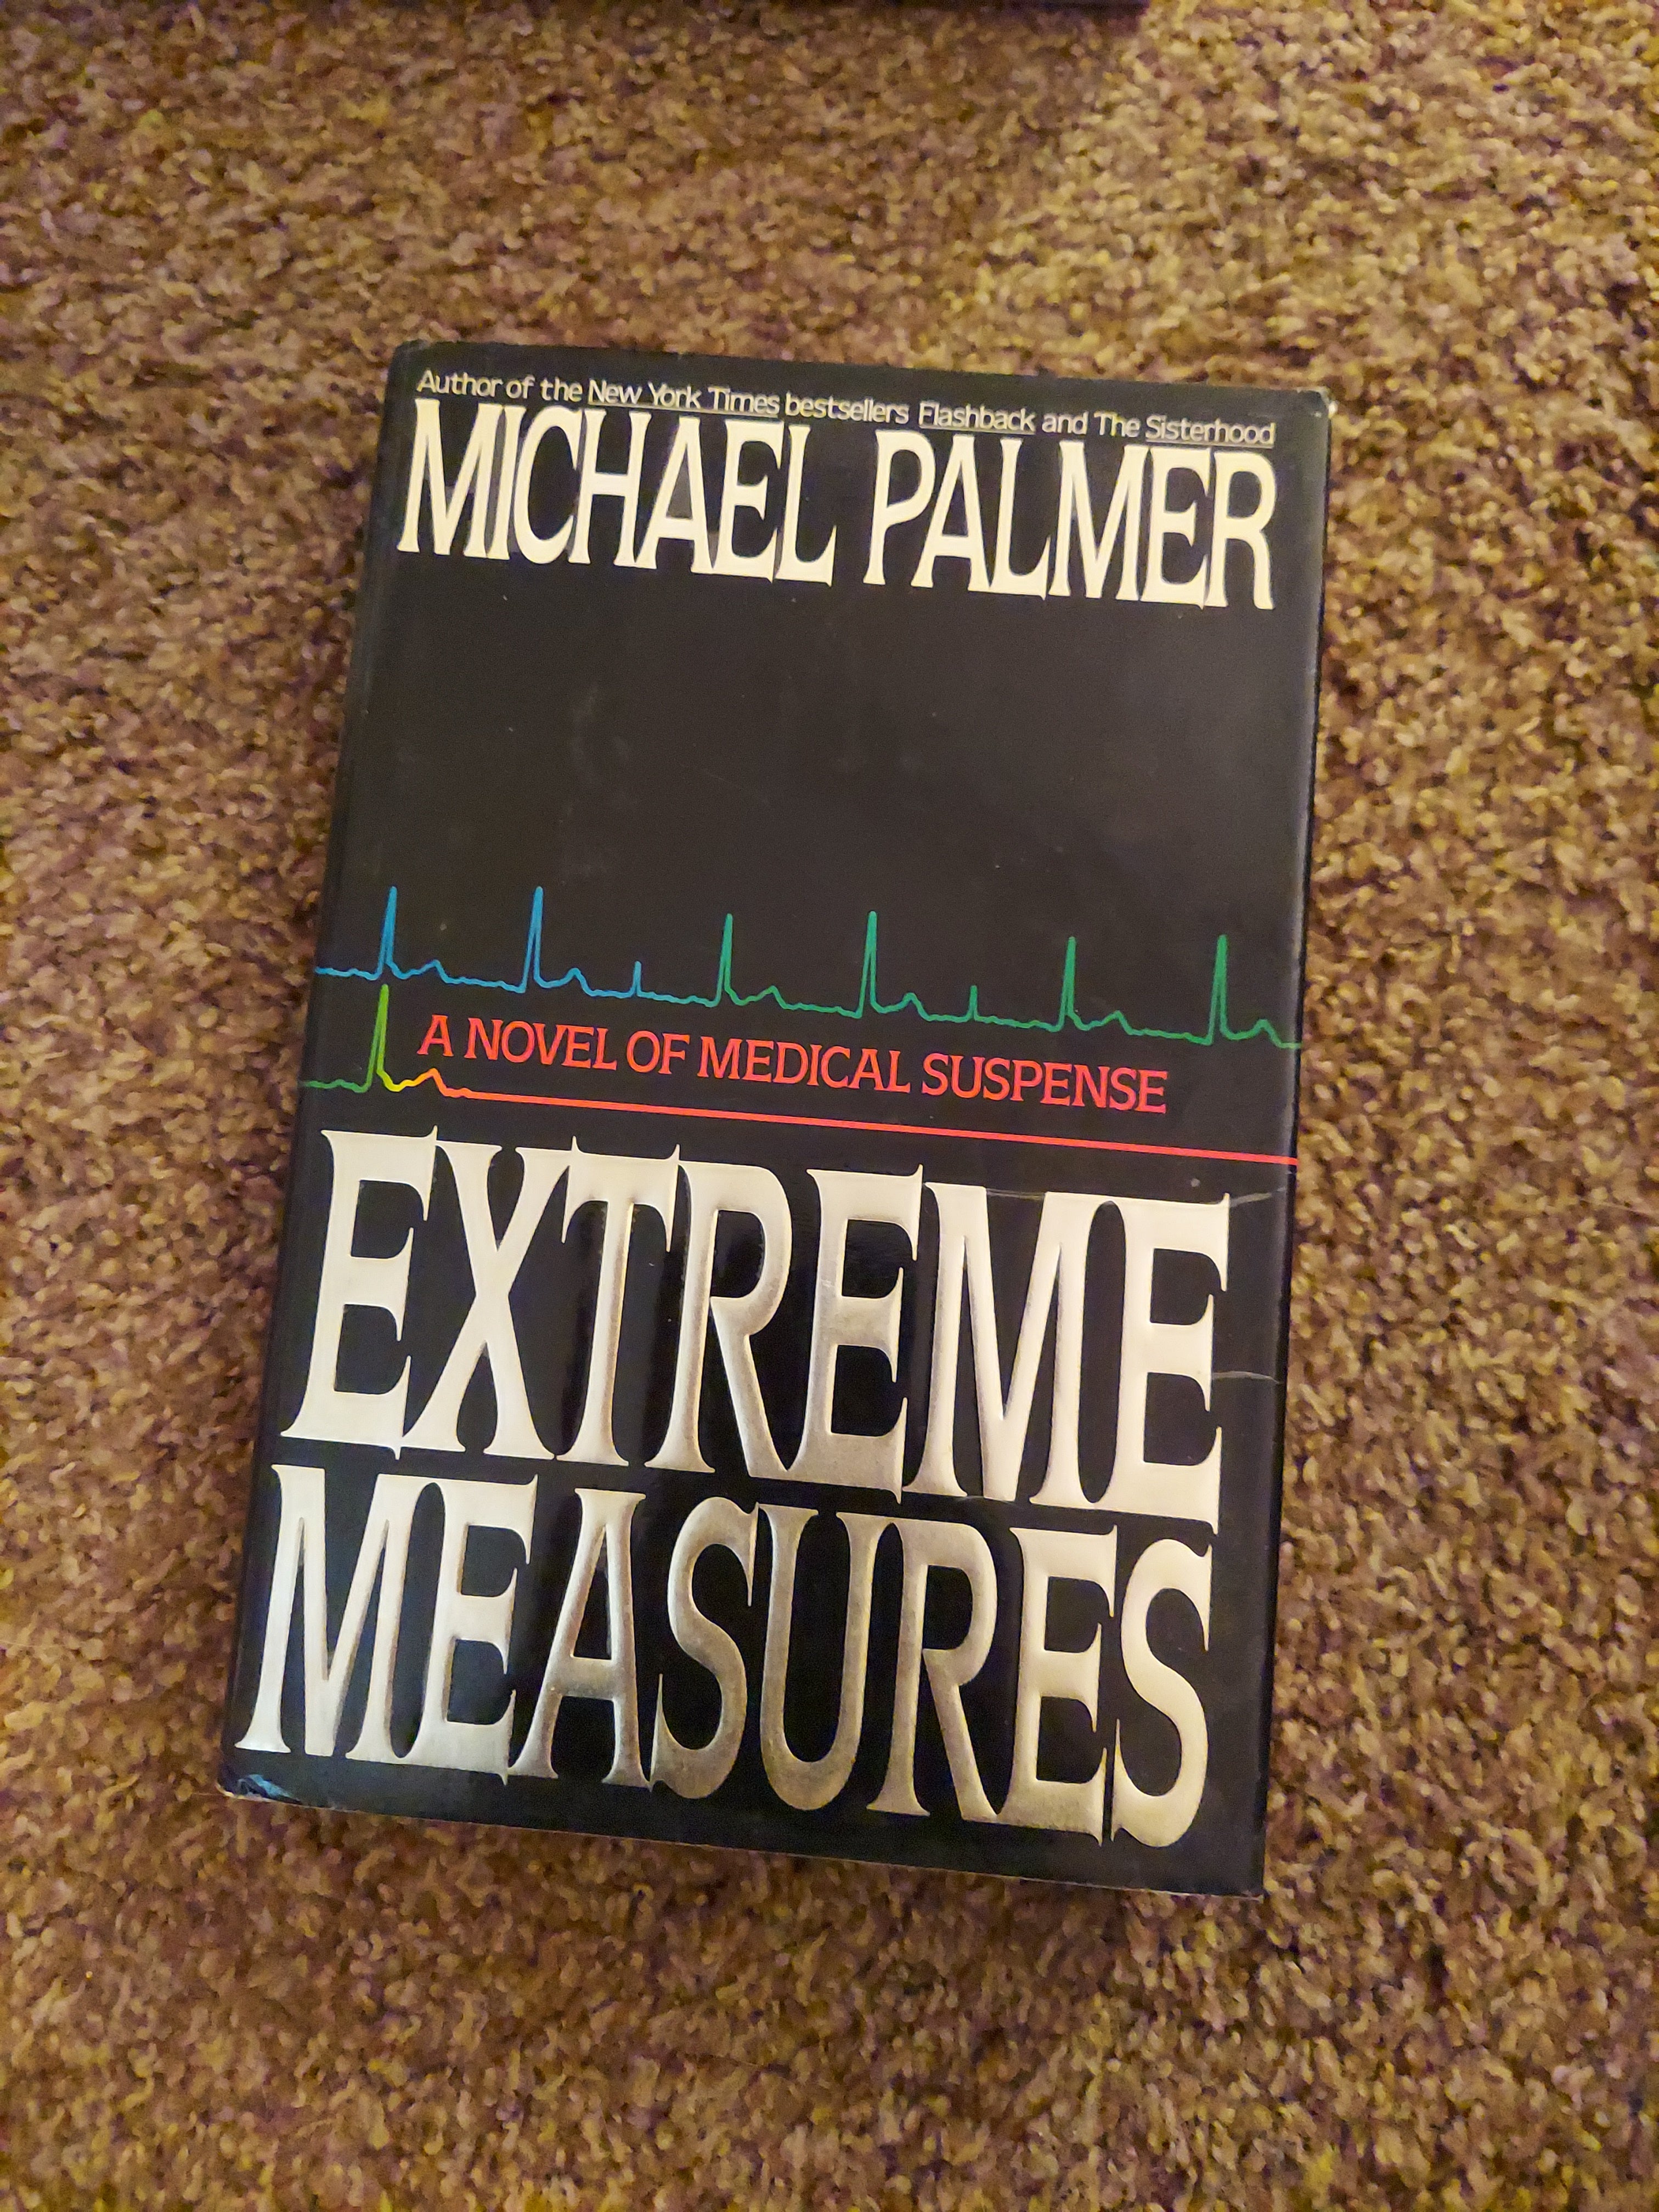 Author of the New York Times bestsellers Flashback and The Sisterhood
MICHAEL PALMER
A NOVEL OF MEDICAL SUSPENSE
EXTREME
MEASURES